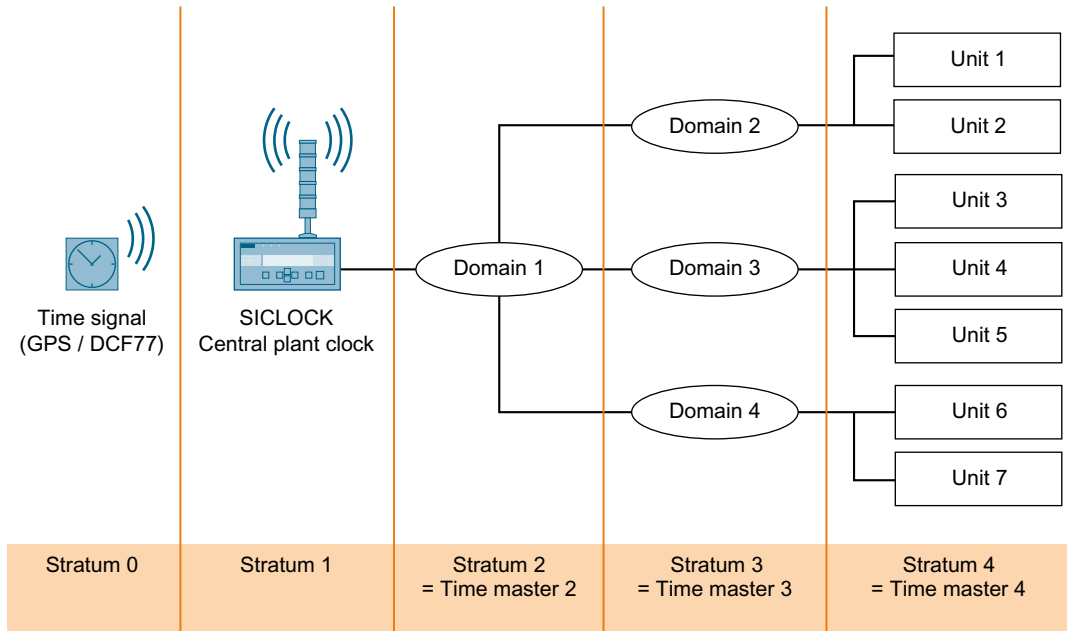 Unit 1
Domain 2
Unit 2
Unit 3
Domain 1
Domain 3
Unit 4
Time signal
(GPS / DCF77)
SICLOCK
Central plant clock
Unit 5
Domain 4
Unit 6
Unit 7
Stratum 0
Stratum 1
Stratum 2
= Time master 2
Stratum 3
= Time master 3
Stratum 4
= Time master 4